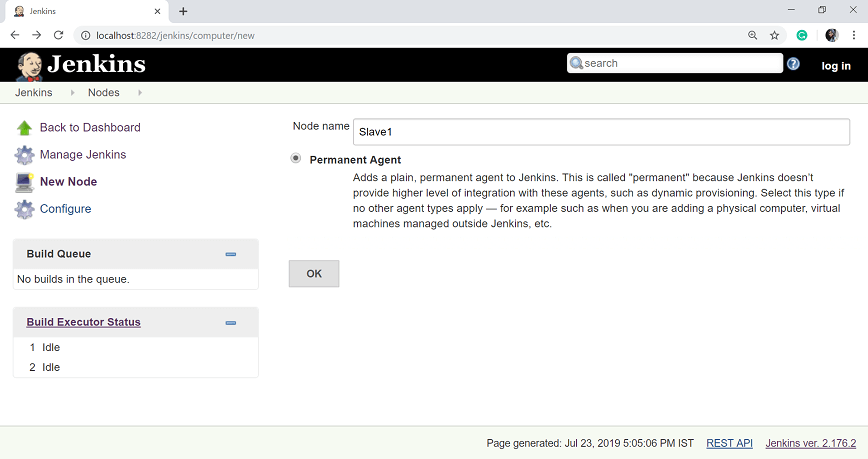 Jenkins
localhost:8282/jenkins/computer/new
Jenkins
search
log in
Jenkins
Nodes
Back to Dashboard
Manage Jenkins
New Node
Configure
Build Queue
No builds in the queue.
Build Executor Status
1 Idle
2 Idle
Node name
Slave1
Permanent Agent
Adds a plain, permanent agent to Jenkins. This is called "permanent" because Jenkins doesn't
provide higher level of integration with these agents, such as dynamic provisioning. Select this type if
no other agent types apply — for example such as when you are adding a physical computer, virtual
machines managed outside Jenkins, etc.
OK
Page generated: Jul 23, 2019 5:05:06 PM IST
REST API
Jenkins ver. 2.176.2